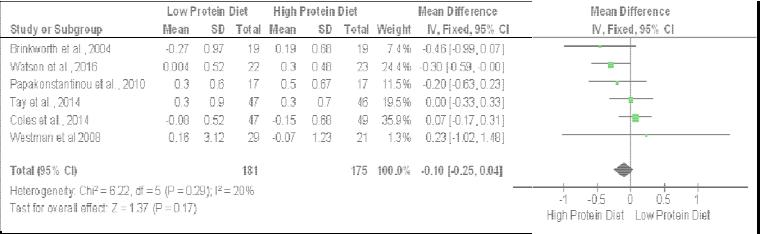 Low Protein Diet High Protein Diet Mean Difference Mean Difference
Study or Subgroup Mean SD Total Mean SD Total Weight IV, Fixed, 95% CI IV, Fixed, 95% CI
Brinkworth et al., 2004 -0.27 0.97 19 0.19 0.68 19 7.4% -0.46 [-0.99, 0.07]
Watson et al., 2016 0.004 0.52 22 0.3 0.48 23 24.4% -0.30 [-0.59, -0.00]
Papakonstantinou et al., 2010 0.3 0.6 17 0.5 0.67 17 11.5% -0.20 [-0.63, 0.23]
Tay et al., 2014 0.3 0.9 47 0.3 0.7 46 19.5% 0.00 [-0.33, 0.33]
Coles et al., 2014 -0.08 0.52 47 -0.15 0.68 49 35.9% 0.07 [-0.17, 0.31]
Westman et al 2008 0.16 3.12 29 -0.07 1.23 21 1.3% 0.23 [-1.02, 1.48]
Total (95% CI) 181 175 100.0% -0.10 [-0.25, 0.04]
Heterogeneity: Chi² = 6.22, df = 5 (P = 0.29); I² = 20%
Test for overall effect: Z = 1.37 (P = 0.17)
-1 -0.5 0 0.5 1
High Protein Diet Low Protein Diet